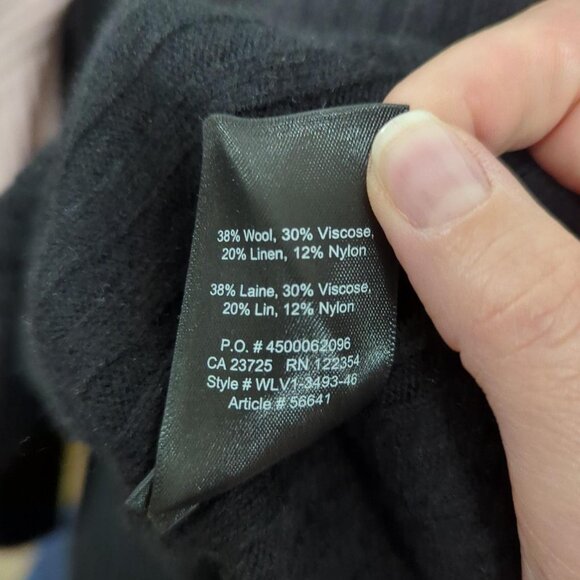 38% Wool, 30% Viscose,
20% Linen, 12% Nylon
38% Laine, 30% Viscose,
20% Lin, 12% Nylon
P.O. # 4500062096
CA 23725 RN 122354
Style # WLV1-3493-46
Article # 56641